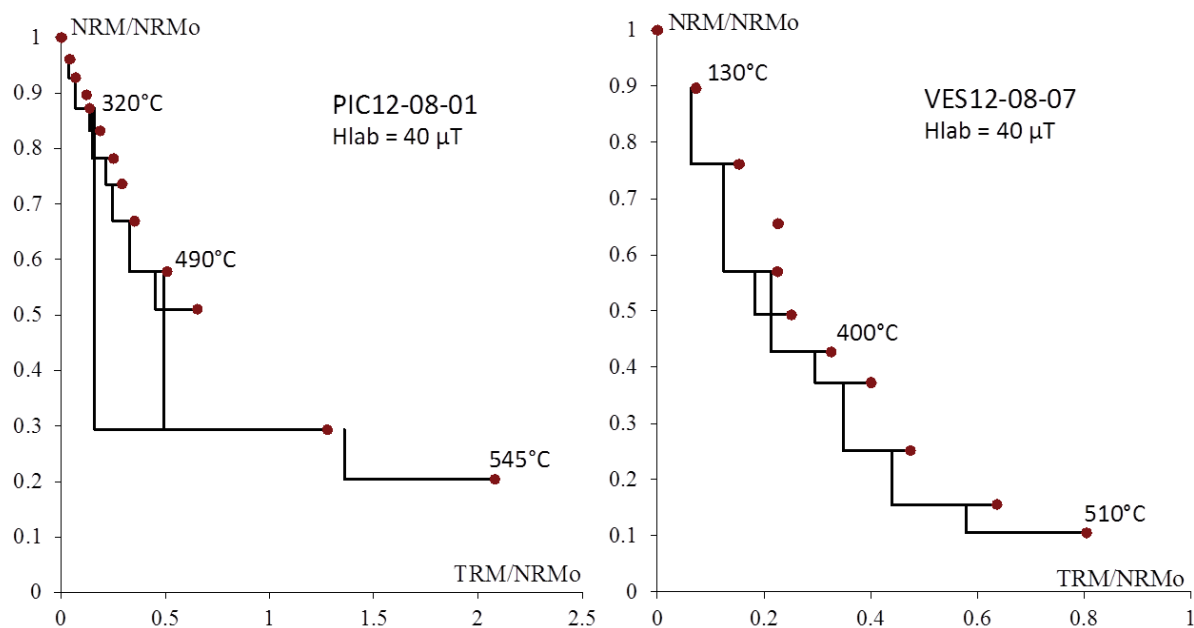 NRM/NRMo
1
0.9
0.8
0.7
0.6
0.5
0.4
0.3
0.2
0.1
0
320°C
PIC12-08-01
Hlab = 40 μT
490°C
545°C
TRM/NRMo
0
0.5
1
1.5
2
2.5
NRM/NRMo
1
0.9
0.8
0.7
0.6
0.5
0.4
0.3
0.2
0.1
0
130°C
VES12-08-07
Hlab = 40 μT
400°C
510°C
TRM/NRMo
0
0.2
0.4
0.6
0.8
1